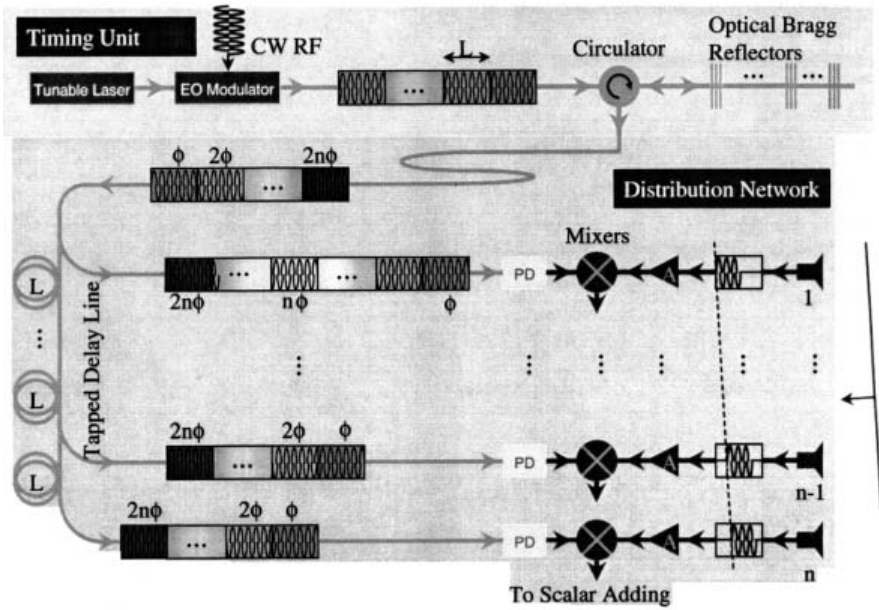 Timing Unit
CW RF
L
Circulator
Optical Bragg
Reflectors
...
...
Tunable Laser
EO Modulator
...
ϕ
2ϕ
2nϕ
...
Distribution Network
Mixers
L
...
L
L
Tapped Delay Line
...
...
PD
A
1
2nϕ
nϕ
ϕ
...
...
...
...
...
2nϕ
2ϕ
ϕ
...
PD
A
n-1
2nϕ
2ϕ
ϕ
...
PD
A
n
To Scalar Adding